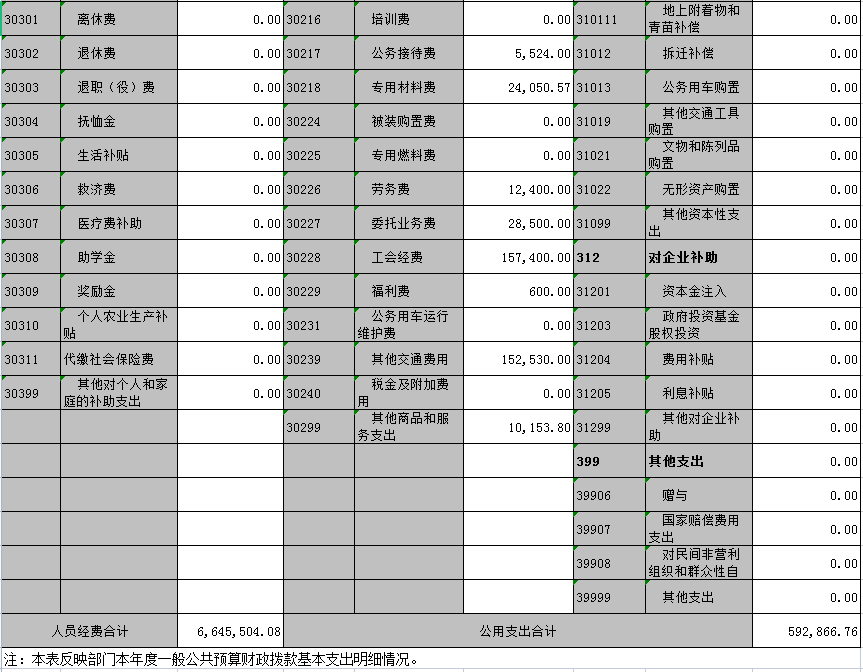 30301 离休费 0.00 30216 培训费 0.00 310111 地上附着物和
青苗补偿 0.00
30302 退休费 0.00 30217 公务接待费 5,524.00 31012 拆迁补偿 0.00
30303 退职（役）费 0.00 30218 专用材料费 24,050.57 31013 公务用车购置 0.00
30304 抚恤金 0.00 30224 被装购置费 0.00 31019 其他交通工具
购置 0.00
30305 生活补贴 0.00 30225 专用燃料费 0.00 31021 文物和陈列品
购置 0.00
30306 救济费 0.00 30226 劳务费 12,400.00 31022 无形资产购置 0.00
30307 医疗费补助 0.00 30227 委托业务费 28,500.00 31099 其他资本性支
出 0.00
30308 助学金 0.00 30228 工会经费 157,400.00 312 对企业补助 0.00
30309 奖励金 0.00 30229 福利费 600.00 31201 资本金注入 0.00
30310 个人农业生产补
贴 0.00 30231 公务用车运行
维护费 0.00 31203 政府投资基金
股权投资 0.00
30311 代缴社会保险费 0.00 30239 其他交通费用 152,530.00 31204 费用补贴 0.00
30399 其他对个人和家
庭的补助支出 0.00 30240 税金及附加费
用 0.00 31205 利息补贴 0.00
30299 其他商品和服
务支出 10,153.80 31299 其他对企业补
助 0.00
399 其他支出 0.00
39906 赠与 0.00
39907 国家赔偿费用
支出 0.00
39908 对民间非营利
组织和群众性自 0.00
39999 其他支出 0.00
人员经费合计 6,645,504.08 公用支出合计 592,866.76
注：本表反映部门本年度一般公共预算财政拨款基本支出明细情况。